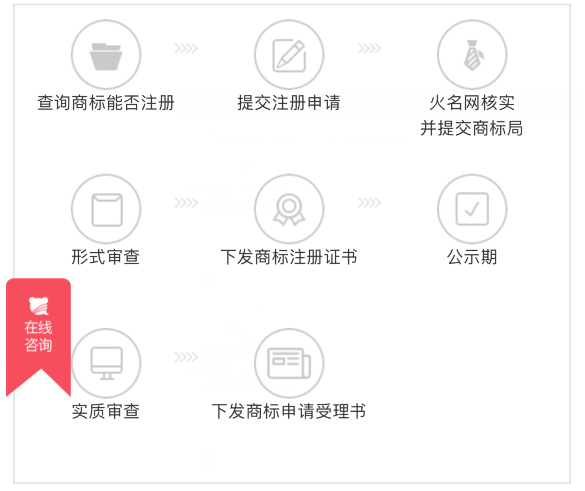 查询商标能否注册
提交注册申请
火名网核实
并提交商标局
形式审查
下发商标注册证书
公示期
在线
咨询
实质审查
下发商标申请受理书